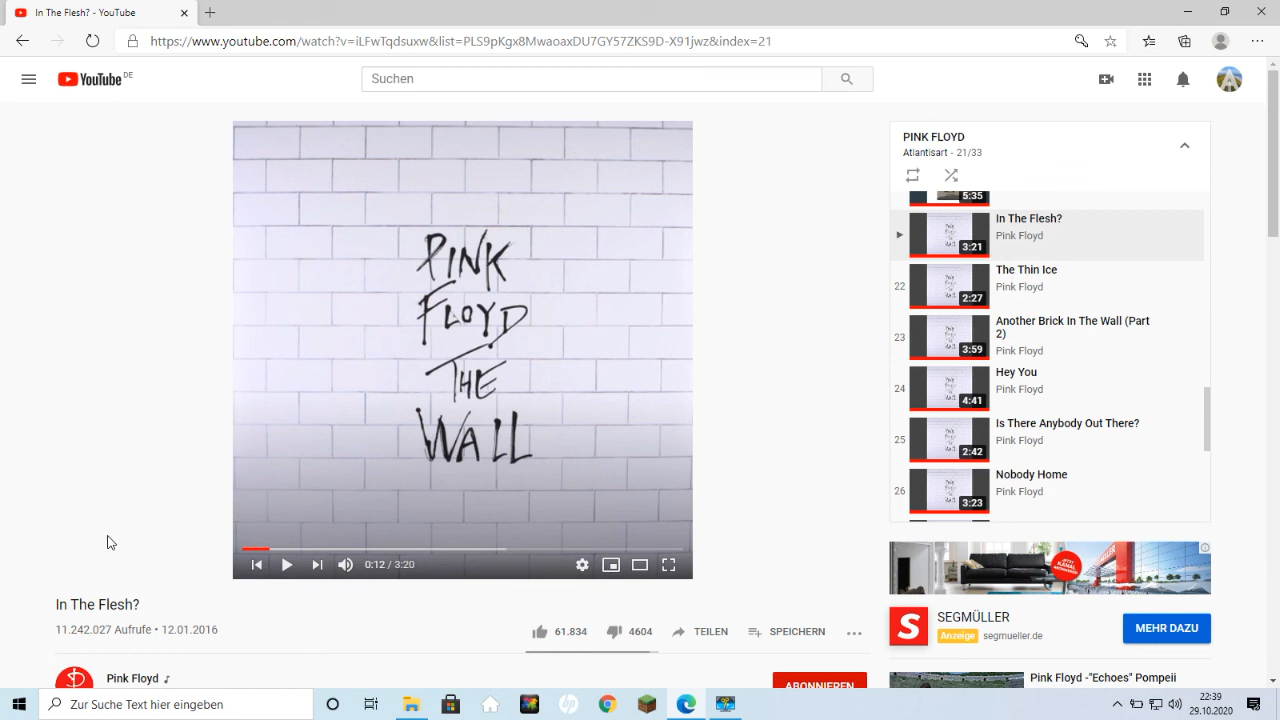 In The Flesh? - YouTube
https://www.youtube.com/watch?v=iLFwTqdsuxw&list=PLS9pKgx8MwaoaxDU7GY57ZKS9D-X91jwz&index=21
YouTube DE
Suchen
PINK
FLOYD
THE
WALL
0:12 / 3:20
In The Flesh?
11.242.027 Aufrufe • 12.01.2016
61.834 4604 TEILEN SPEICHERN
Pink Floyd
ABONNIEREN
PINK FLOYD
Atlantisart - 21/33
5:35
In The Flesh?
Pink Floyd
3:21
22
The Thin Ice
Pink Floyd
2:27
23
Another Brick In The Wall (Part
2)
Pink Floyd
3:59
24
Hey You
Pink Floyd
4:41
25
Is There Anybody Out There?
Pink Floyd
2:42
26
Nobody Home
Pink Floyd
3:23
SEGMÜLLER
Anzeige segmueller.de
MEHR DAZU
Pink Floyd -"Echoes" Pompeii
Zur Suche Text hier eingeben
22:39
29.10.2020